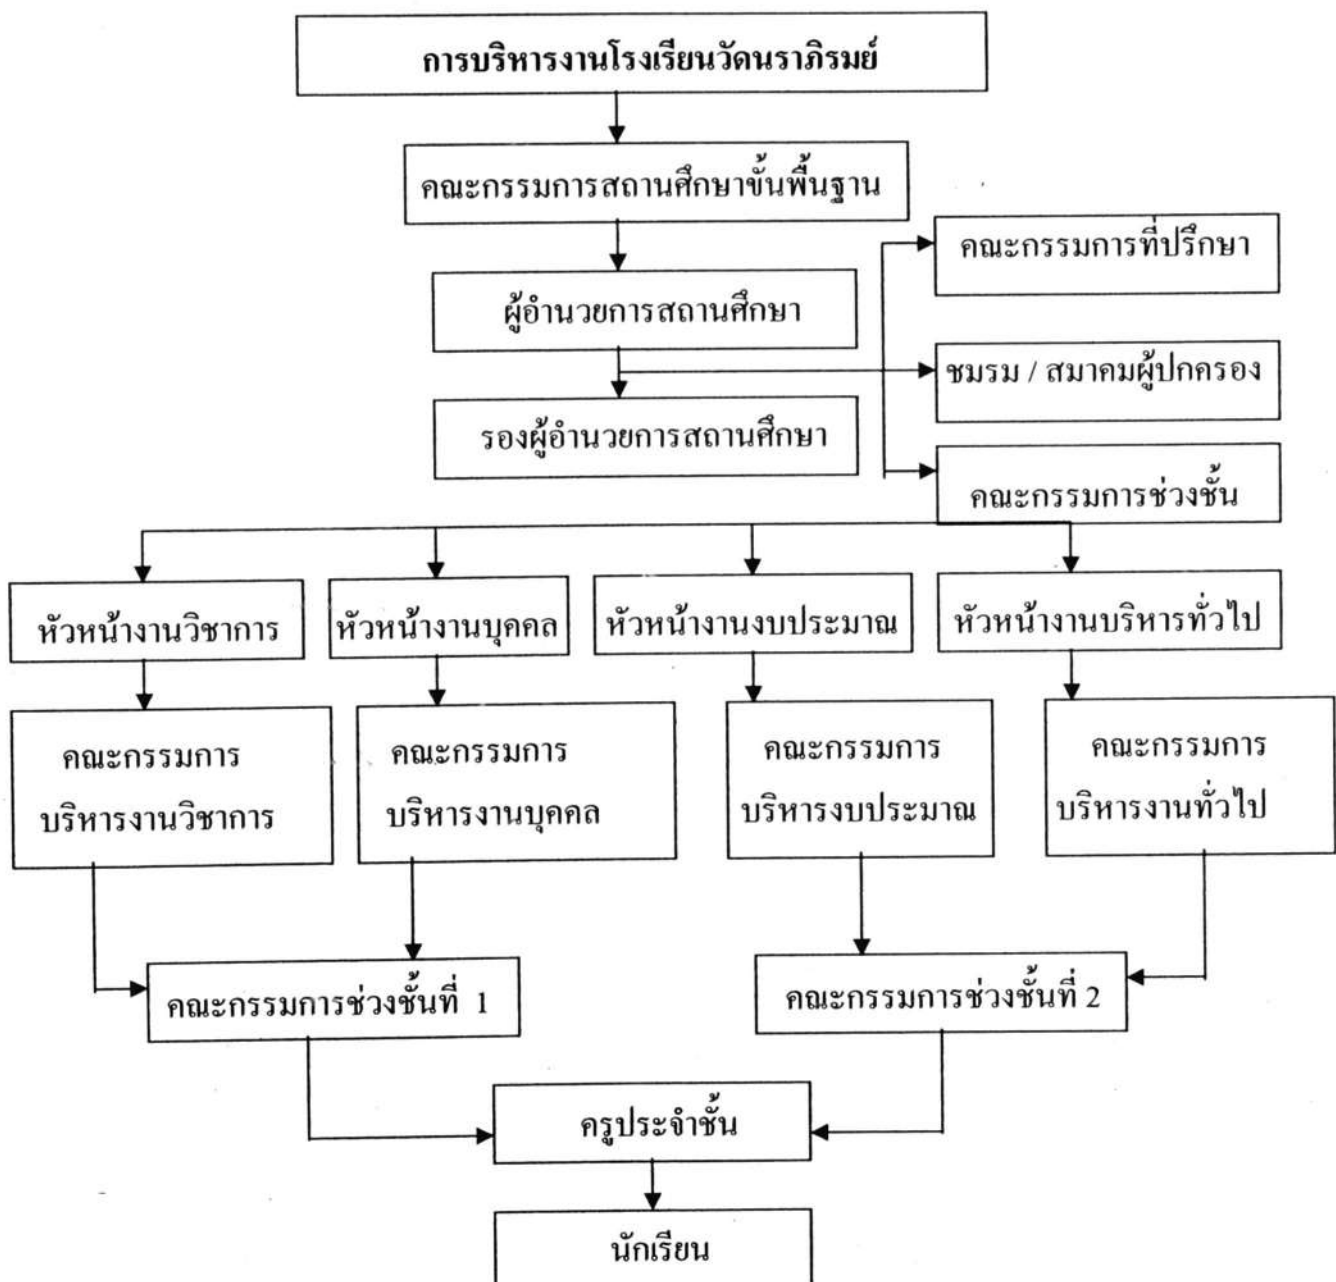 การบริหารงานโรงเรียนวัดนราภิรมย์
คณะกรรมการสถานศึกษาขั้นพื้นฐาน
คณะกรรมการที่ปรึกษา
ผู้อำนวยการสถานศึกษา
ชมรม / สมาคมผู้ปกครอง
รองผู้อำนวยการสถานศึกษา
คณะกรรมการช่วงชั้น
หัวหน้างานวิชาการ
หัวหน้างานบุคคล
หัวหน้างานงบประมาณ
หัวหน้างานบริหารทั่วไป
คณะกรรมการ
บริหารงานวิชาการ
คณะกรรมการ
บริหารงานบุคคล
คณะกรรมการ
บริหารงบประมาณ
คณะกรรมการ
บริหารงานทั่วไป
คณะกรรมการช่วงชั้นที่ 1
คณะกรรมการช่วงชั้นที่ 2
ครูประจำชั้น
นักเรียน